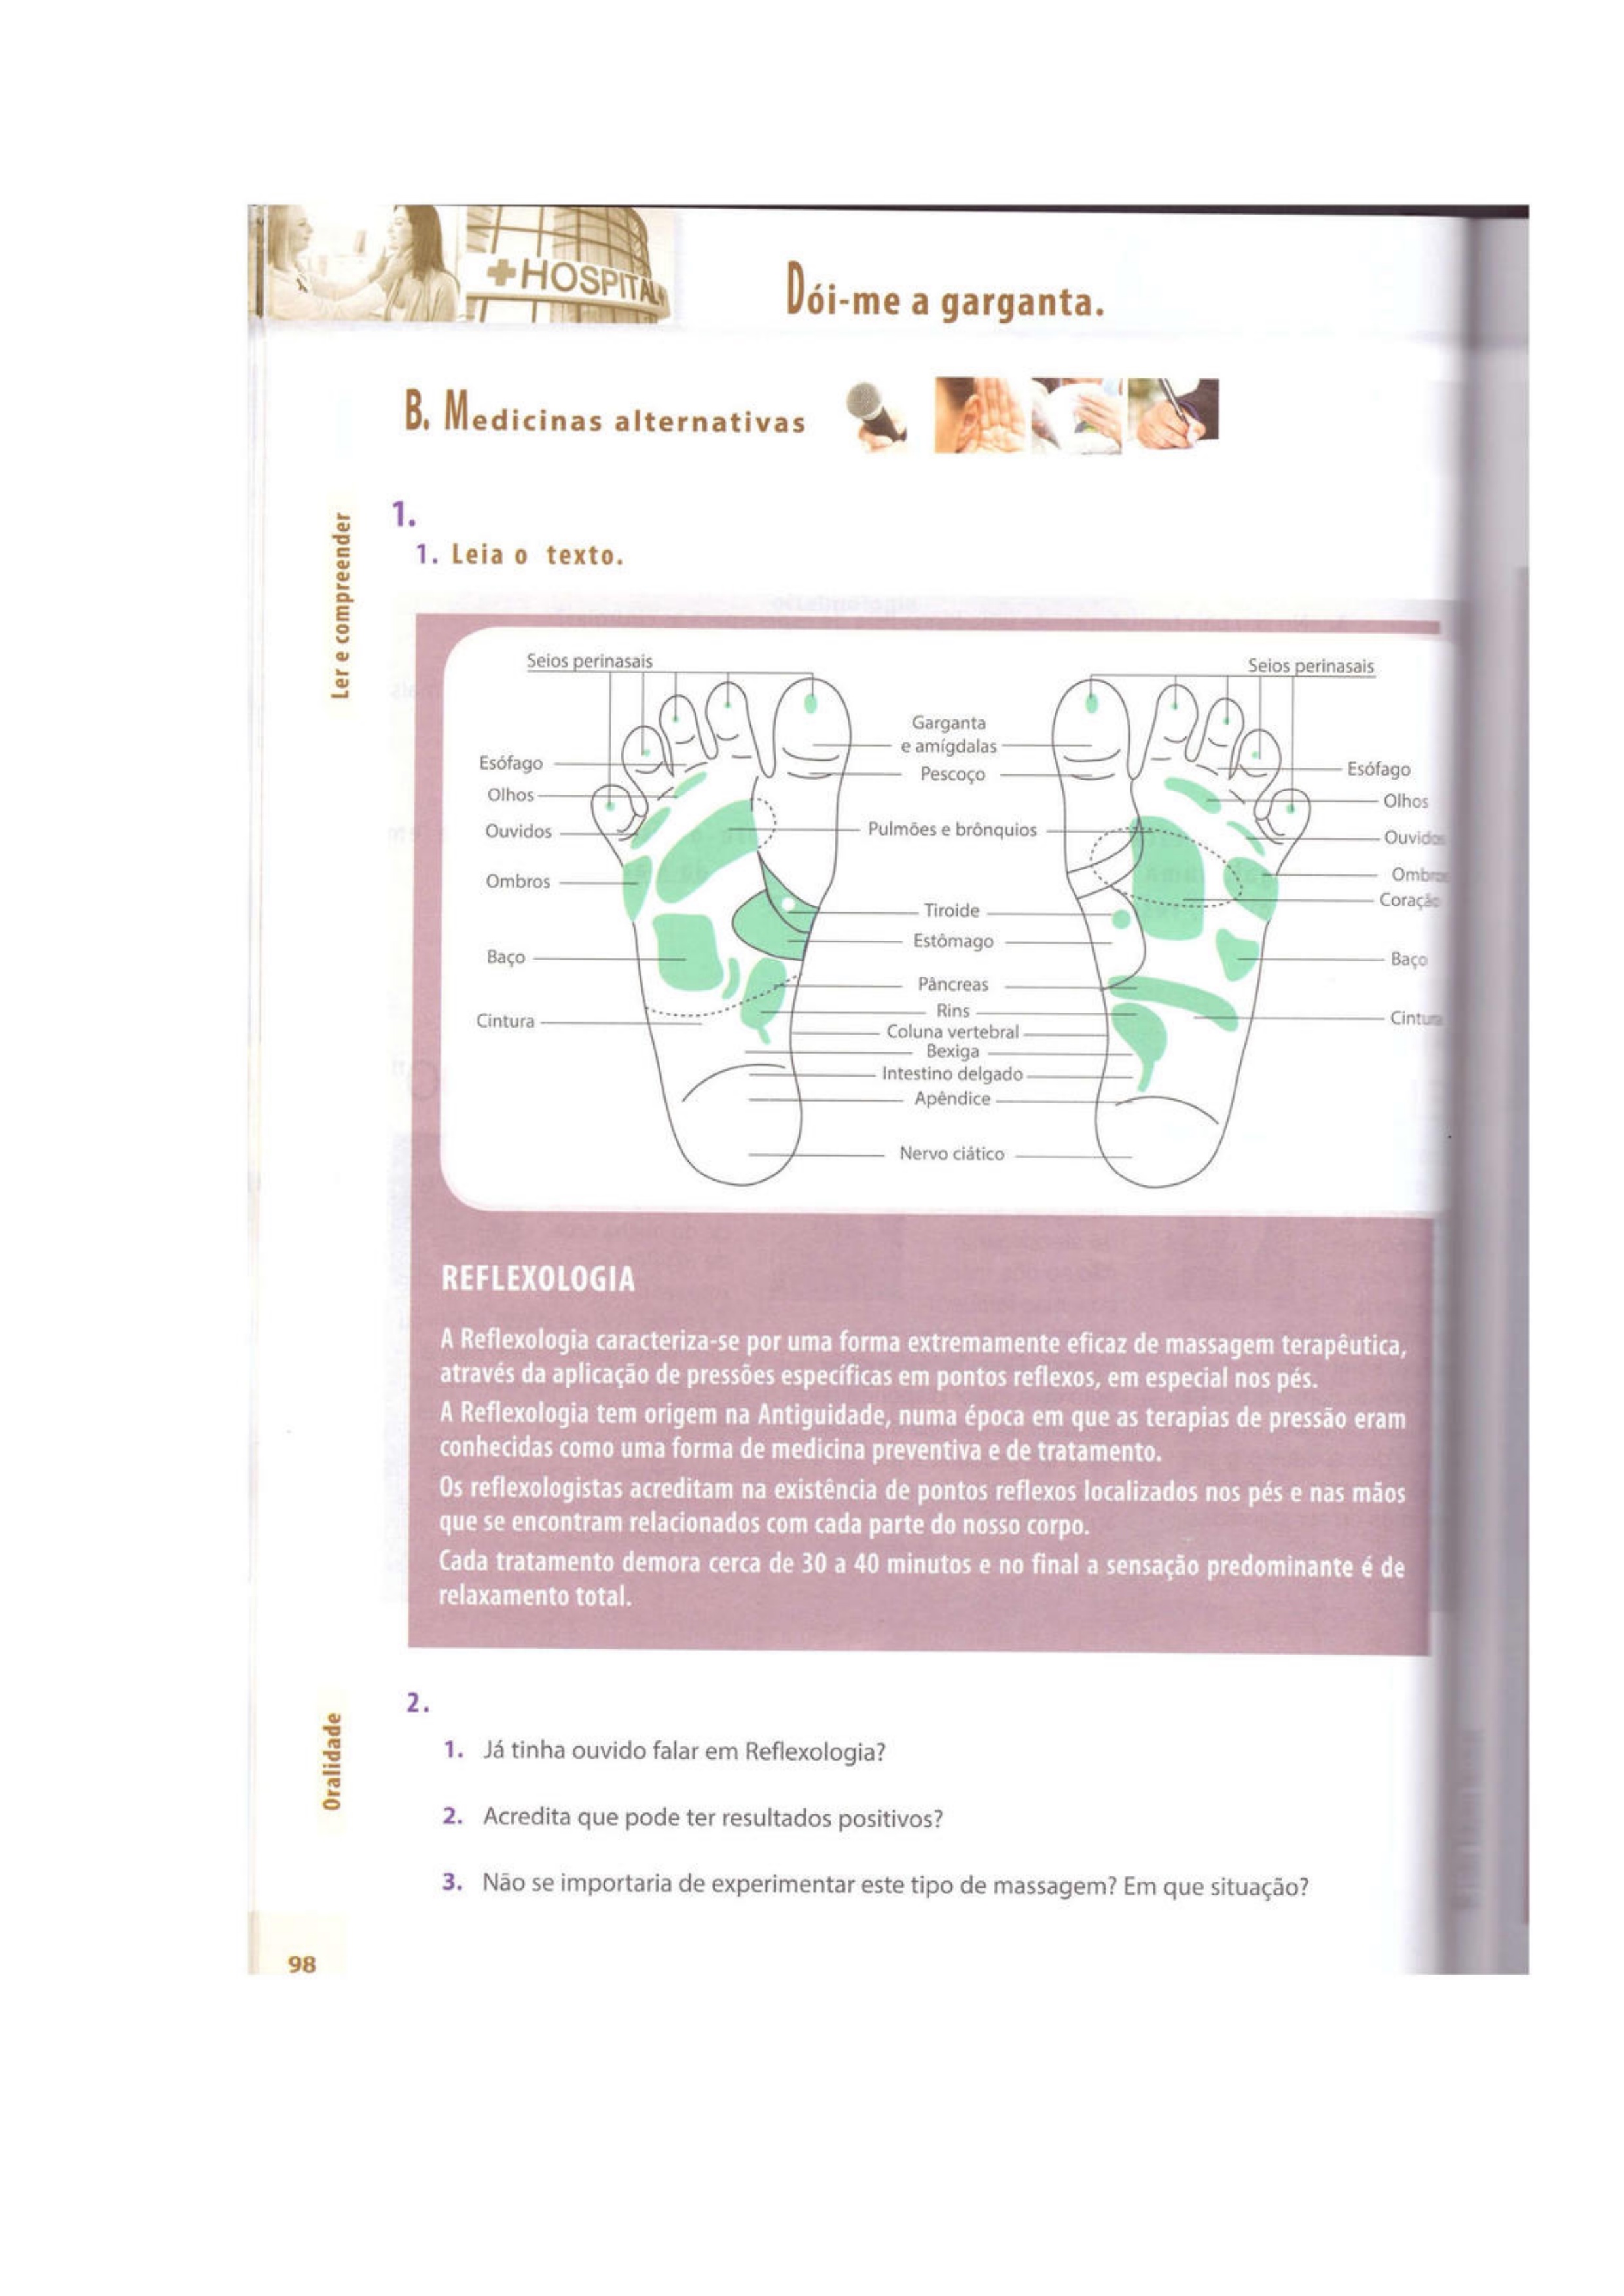 +HOSPITAL+
Dói-me a garganta.
B. Medicinas alternativas
Ler e compreender
1.
1. Leia o texto.
Seios perinasais
Seios perinasais
Garganta
e amígdalas
Pescoço
Esófago
Esófago
Olhos
Olhos
Ouvidos
Pulmões e brônquios
Ouvidos
Ombros
Ombros
Coração
Tiroide
Estômago
Baço
Baço
Pâncreas
Rins
Cintura
Cintura
Coluna vertebral
Bexiga
Intestino delgado
Apêndice
Nervo ciático
REFLEXOLOGIA
A Reflexologia caracteriza-se por uma forma extremamente eficaz de massagem terapêutica,
através da aplicação de pressões específicas em pontos reflexos, em especial nos pés.
A Reflexologia tem origem na Antiguidade, numa época em que as terapias de pressão eram
conhecidas como uma forma de medicina preventiva e de tratamento.
Os reflexologistas acreditam na existência de pontos reflexos localizados nos pés e nas mãos
que se encontram relacionados com cada parte do nosso corpo.
Cada tratamento demora cerca de 30 a 40 minutos e no final a sensação predominante é de
relaxamento total.
Oralidade
2.
1. Já tinha ouvido falar em Reflexologia?
2. Acredita que pode ter resultados positivos?
3. Não se importaria de experimentar este tipo de massagem? Em que situação?
98